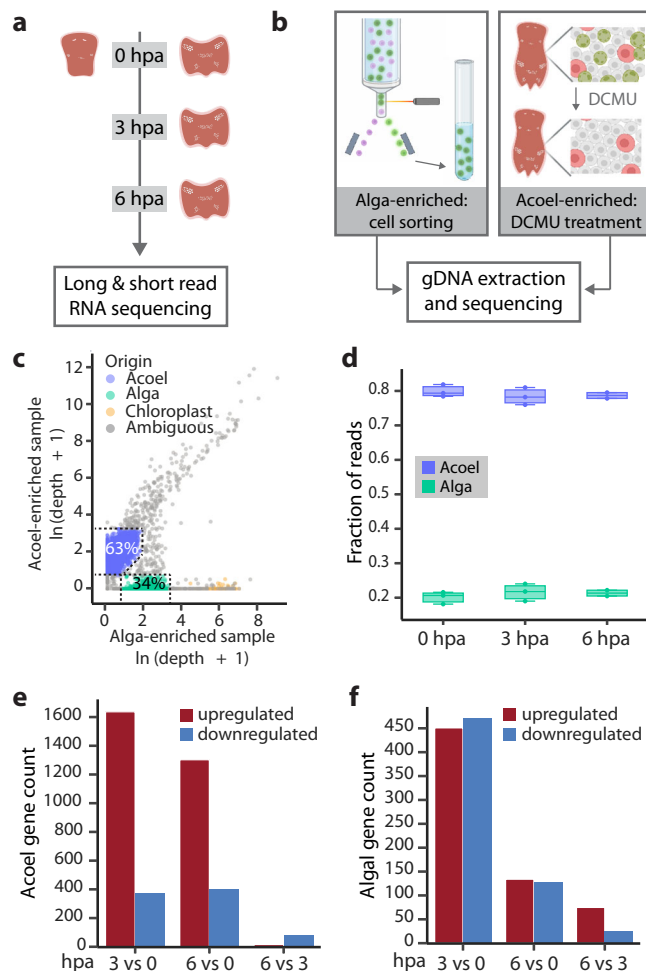 a
0 hpa
3 hpa
6 hpa
Long & short read
RNA sequencing
b
DCMU
Alga-enriched:
cell sorting
Acoel-enriched:
DCMU treatment
gDNA extraction
and sequencing
c
Origin
Acoel
Alga
Chloroplast
Ambiguous
12
10
8
6
4
2
0
63%
34%
0 2 4 6 8
Acoel-enriched sample
ln (depth + 1)
Alga-enriched sample
ln (depth + 1)
d
0.8
0.7
0.6
0.5
0.4
0.3
0.2
Fraction of reads
Acoel
Alga
0 hpa 3 hpa 6 hpa
e
upregulated
downregulated
1600
1400
1200
1000
800
600
400
200
0
Acoel gene count
hpa 3 vs 0 6 vs 0 6 vs 3
f
upregulated
downregulated
450
400
350
300
250
200
150
100
50
0
Algal gene count
hpa 3 vs 0 6 vs 0 6 vs 3